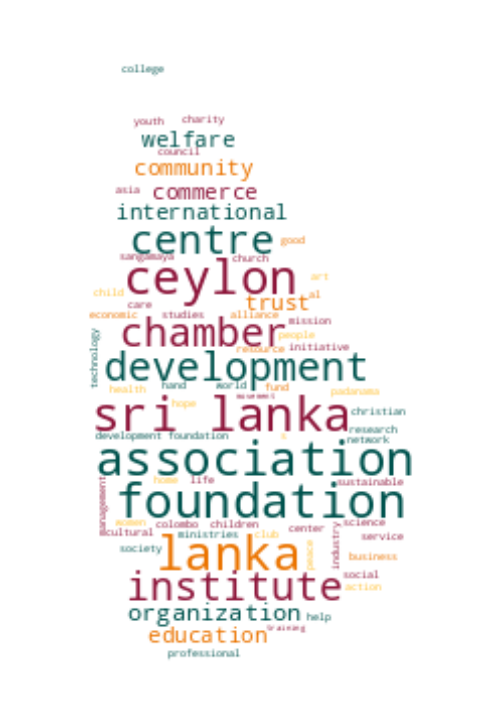 college
youth charity
welfare
council
community
asia commerce
international
centre good
sangamaya church
ceylon art
child al
care trust
economic studies alliance
chamber mission
technology people
resource initiative
development
health hand world fund padanama
movement
hope
sri lanka christian
research
development foundation s network
association
home life sustainable
management
foundation
women colombo children science
cultural ministries club center industry service
society lanka peace business
institute social
action
organization help
education training
professional